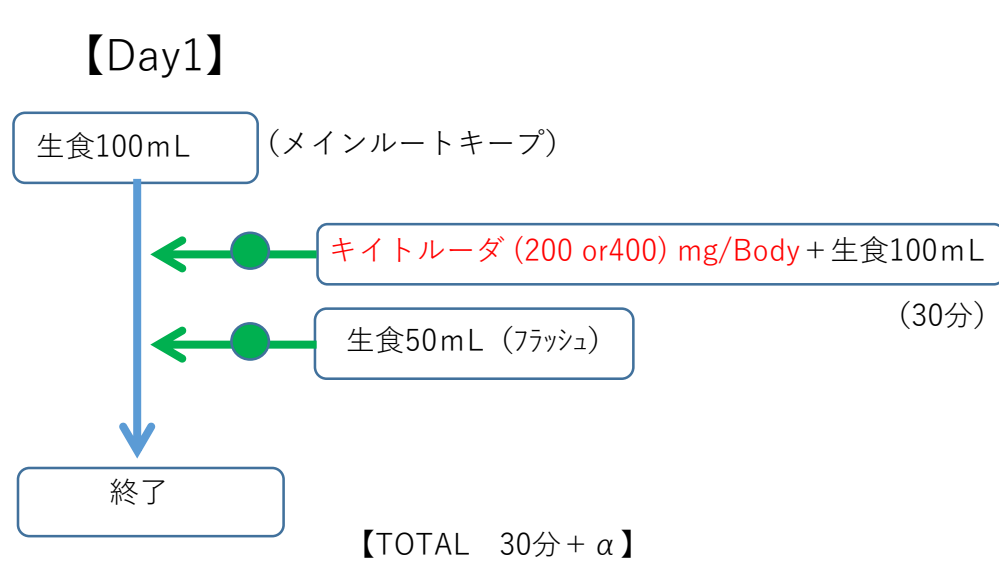 【Day1】
生食100mL
(メインルートキープ)
キイトルーダ (200 or400) mg/Body+生食100mL
(30分)
生食50mL (ﾌﾗｯｼｭ)
終了
【TOTAL　30分+α】